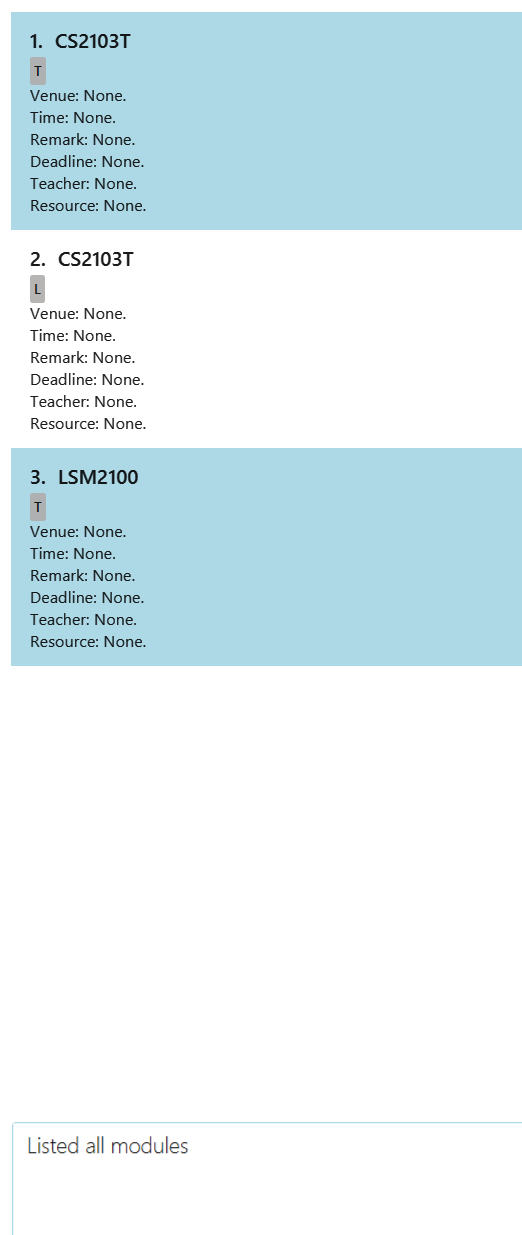 1. CS2103T
T
Venue: None.
Time: None.
Remark: None.
Deadline: None.
Teacher: None.
Resource: None.
2. CS2103T
L
Venue: None.
Time: None.
Remark: None.
Deadline: None.
Teacher: None.
Resource: None.
3. LSM2100
T
Venue: None.
Time: None.
Remark: None.
Deadline: None.
Teacher: None.
Resource: None.
Listed all modules